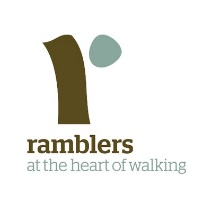 r
ramblers
at the heart of walking